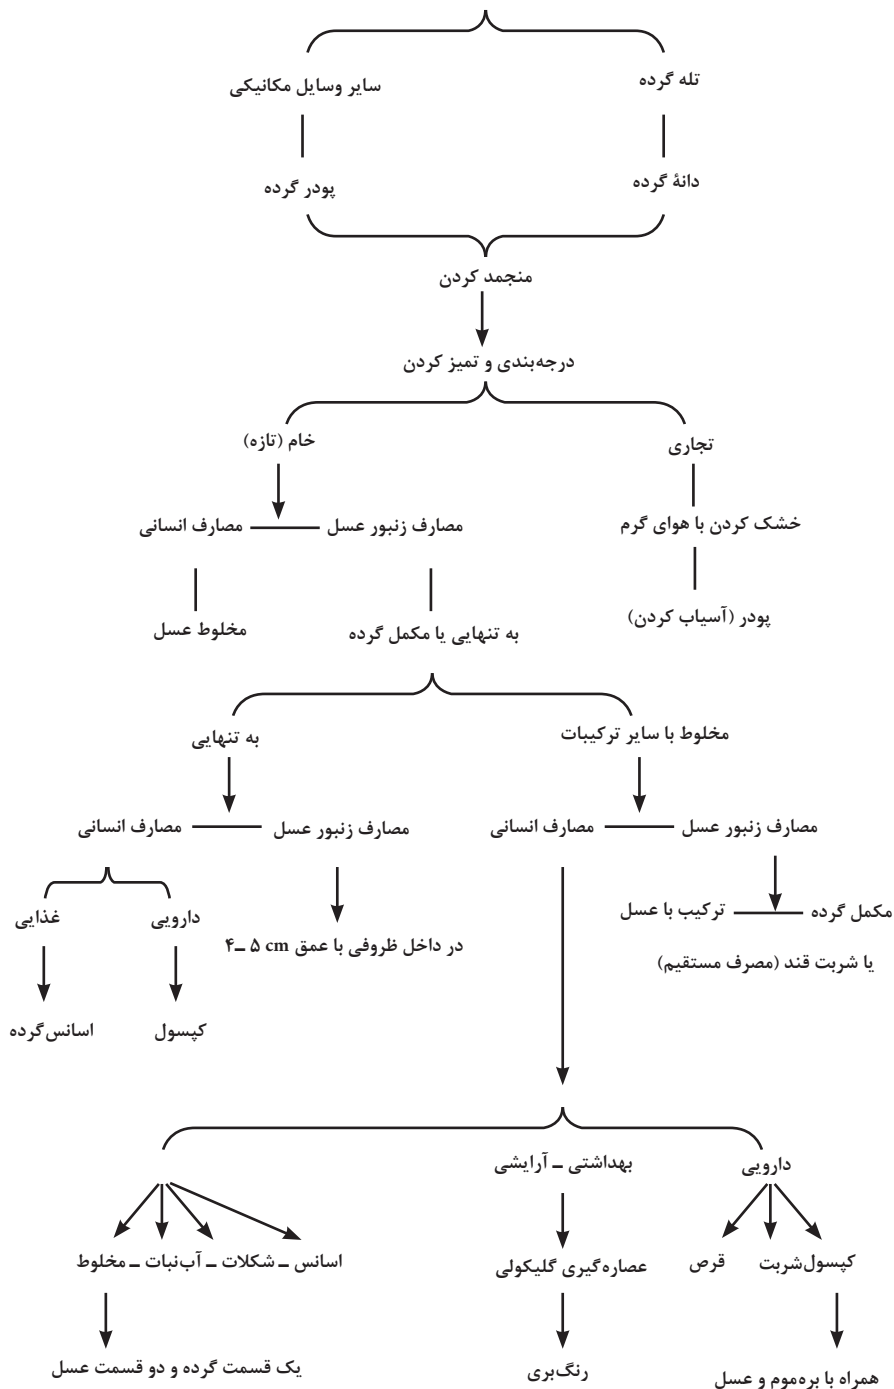 تله گرده
سایر وسایل مکانیکی
دانهٔ گرده
پودر گرده
منجمد کردن
درجه‌بندی و تمیز کردن
تجاری
خام (تازه)
خشک کردن با هوای گرم
مصارف زنبور عسل
مصارف انسانی
پودر (آسیاب کردن)
به تنهایی یا مکمل گرده
مخلوط عسل
مخلوط با سایر ترکیبات
به تنهایی
مصارف زنبور عسل
مصارف انسانی
مصارف زنبور عسل
مصارف انسانی
مکمل گرده
ترکیب با عسل
یا شربت قند (مصرف مستقیم)
در داخل ظروفی با عمق ۵ cm ــ ۴
دارویی
غذایی
کپسول
اسانس گرده
دارویی
بهداشتی ــ آرایشی
کپسول
شربت
قرص
عصاره‌گیری گلیکولی
اسانس ــ شکلات ــ آب‌نبات ــ مخلوط
همراه با بره‌موم و عسل
رنگ‌بری
یک قسمت گرده و دو قسمت عسل